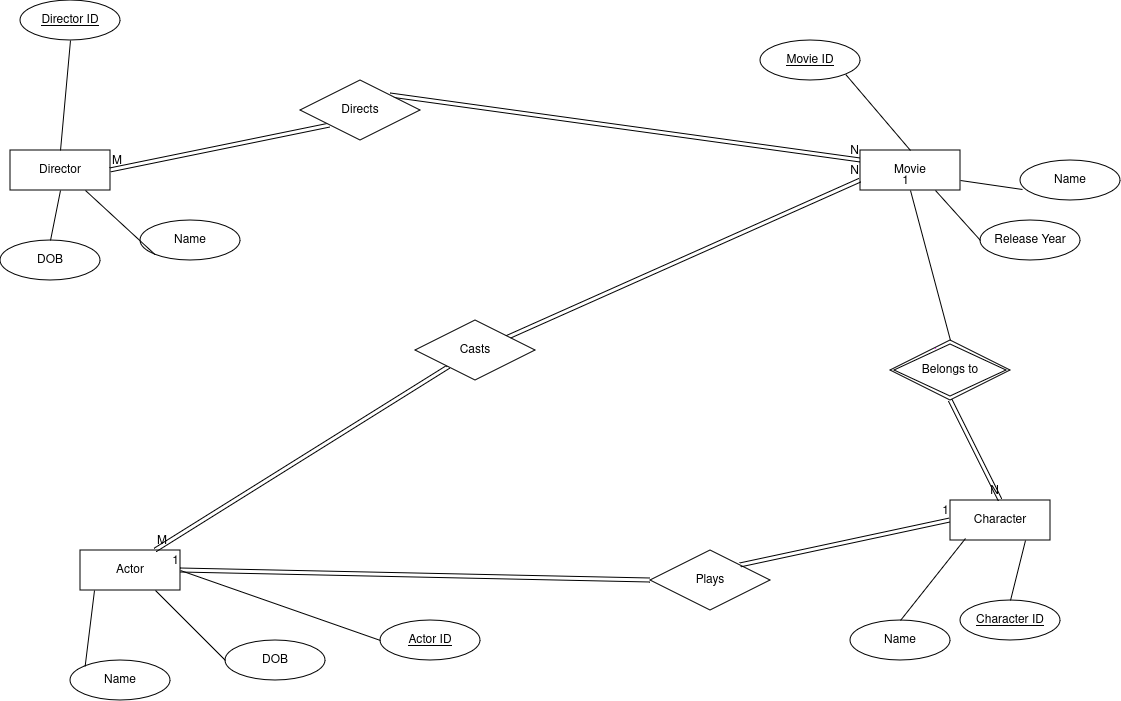 Director ID
Movie ID
Directs
M
N
Director
Movie
N
1
Name
Name
Release Year
DOB
Casts
Belongs to
N
1
Character
M
1
Actor
Plays
Name
DOB
Actor ID
Name
Character ID